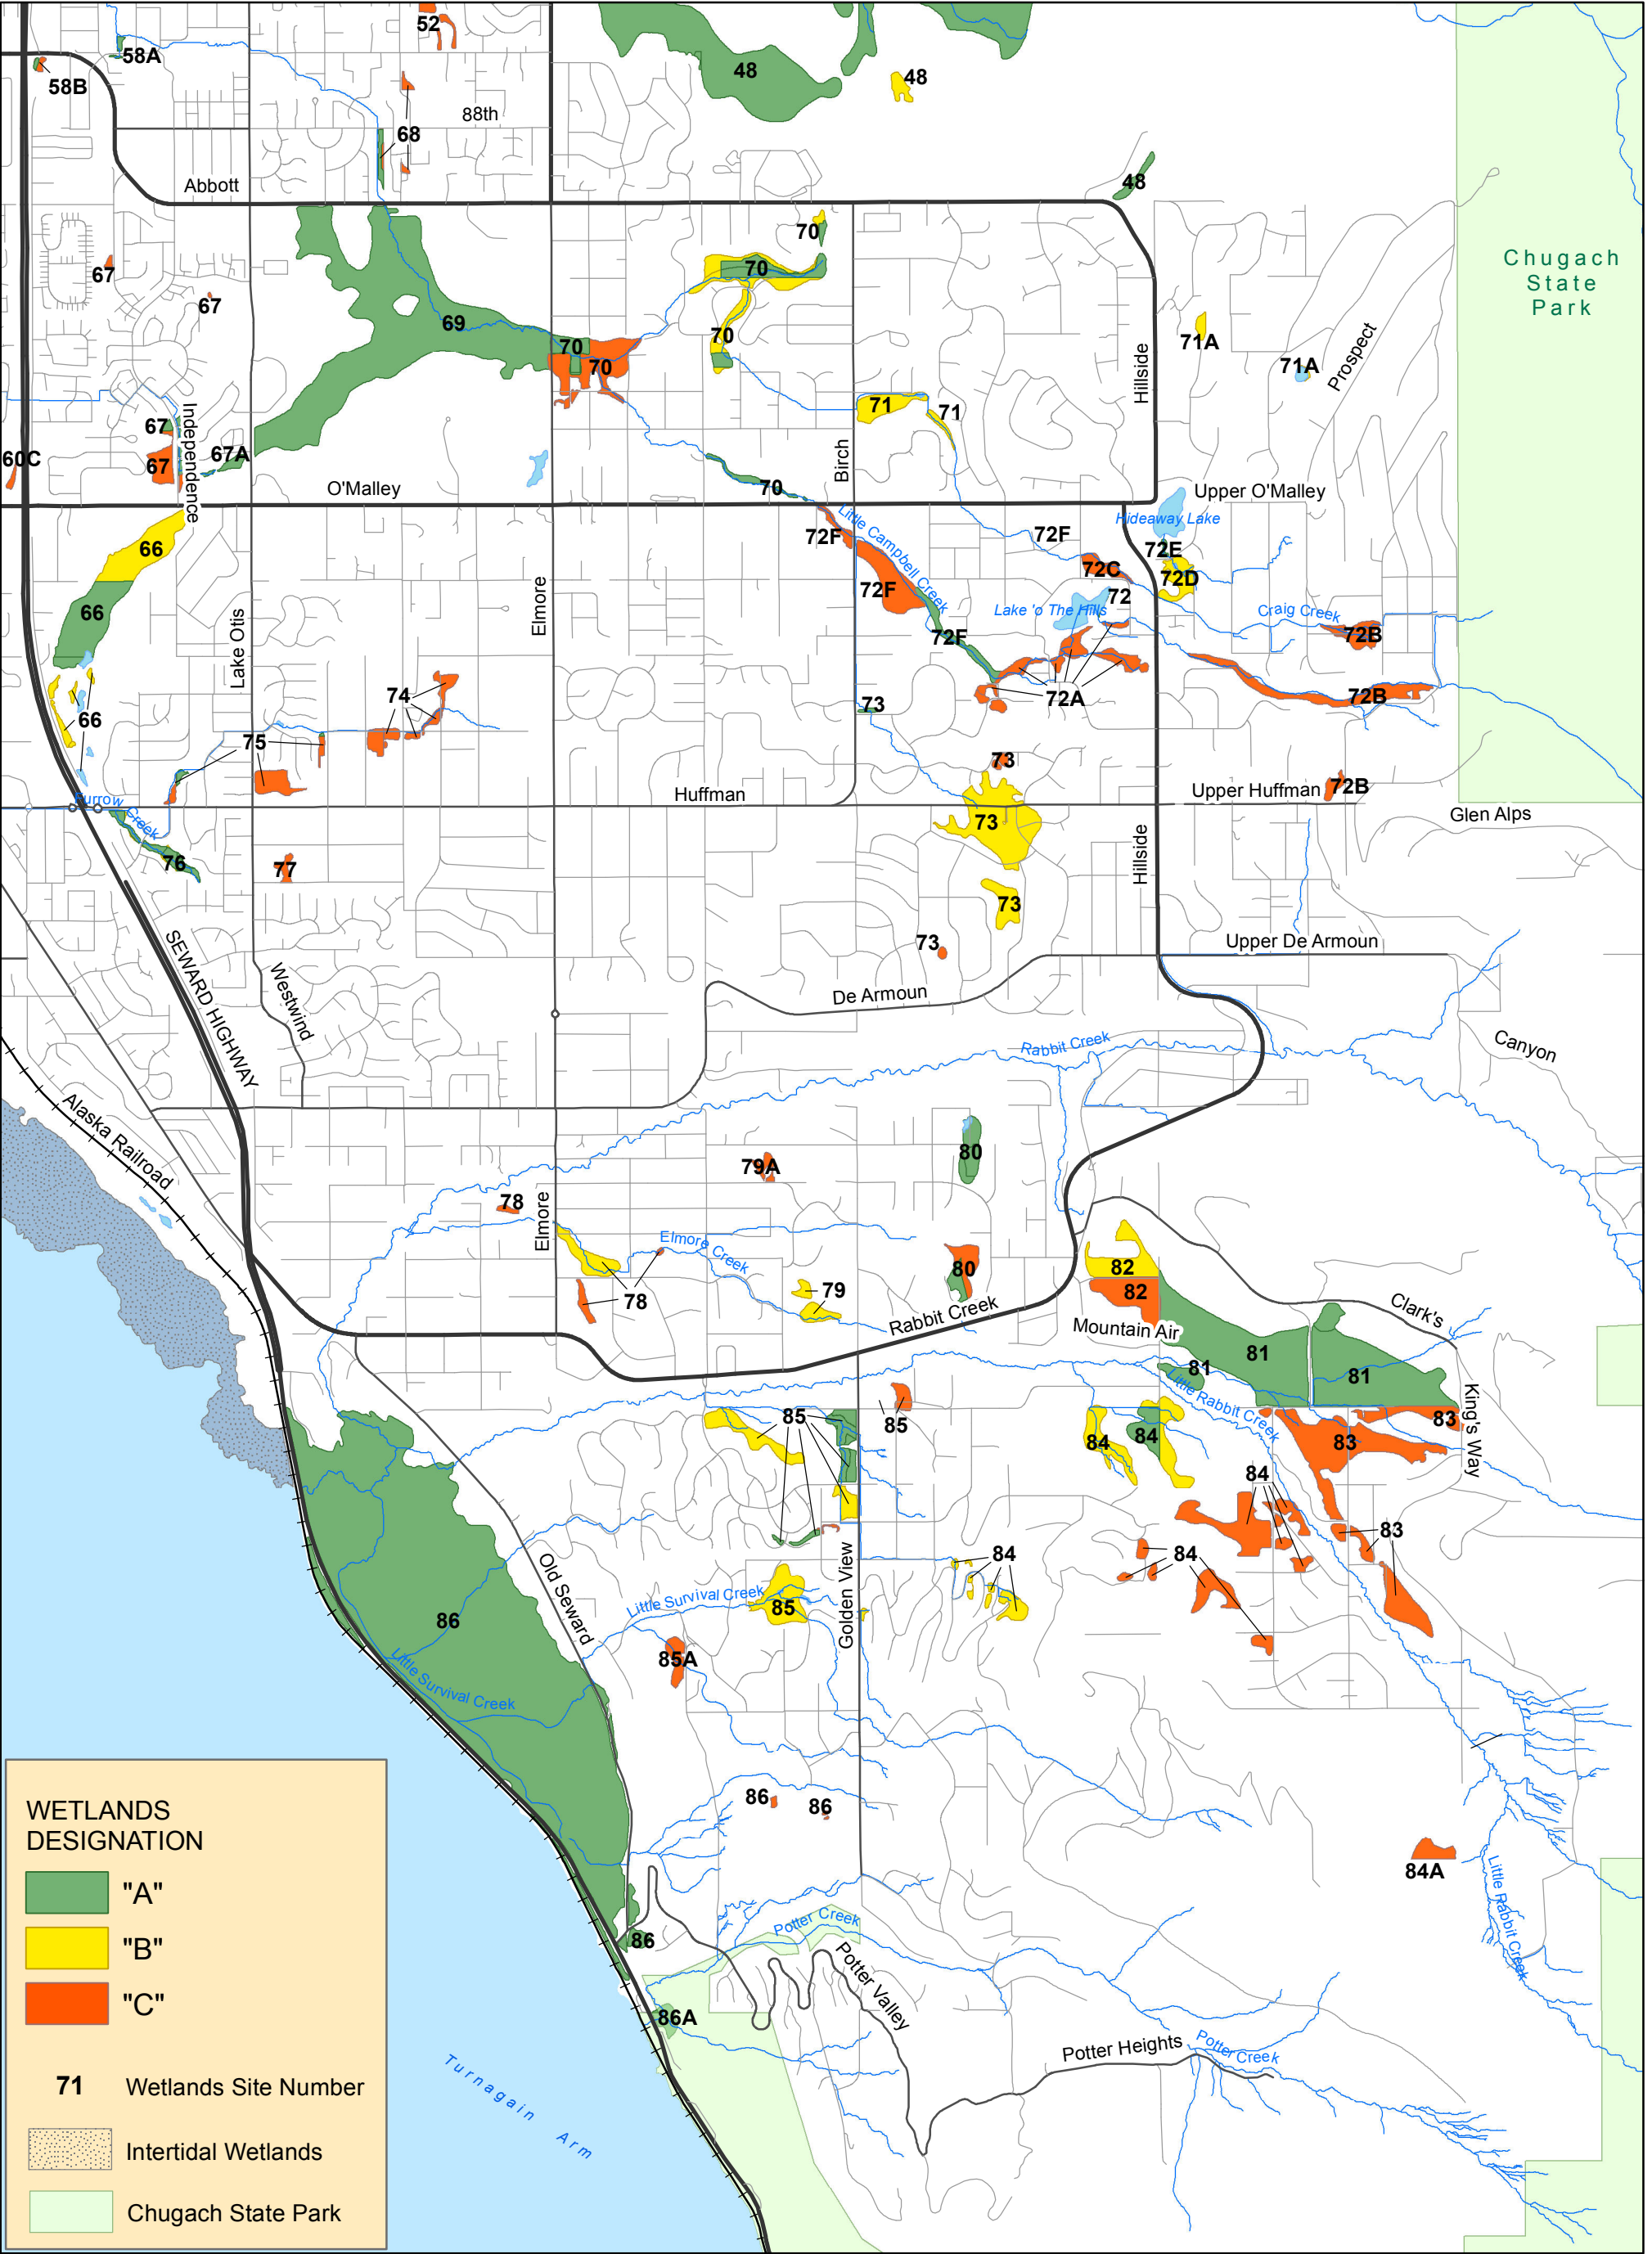 52
58A
58B
48
48
88th
68
Abbott
48
67
67
70
70
69
70
70
70
71A
71A
Chugach
State
Park
Prospect
Hillside
71
71
67
67
67A
60C
Independence
Birch
O'Malley
70
Upper O'Malley
Hideaway Lake
72F
Little Campbell Creek
72F
72E
72C
72D
66
66
72F
Lake 'o The Hills
72
Craig Creek
72B
72F
Elmore
Lake Otis
74
72A
72B
73
66
75
73
72B
Huffman
Upper Huffman
Glen Alps
Furrow Creek
73
76
77
Hillside
73
73
Upper De Armoun
SEWARD HIGHWAY
Westwind
De Armoun
Rabbit Creek
Canyon
Alaska Railroad
79A
80
78
Elmore
Elmore Creek
80
79
78
82
82
Rabbit Creek
Mountain Air
Clark's
81
81
81
Little Rabbit Creek
King's Way
85
85
84
84
83
83
84
83
84
84
Old Seward
Golden View
86
Little Survival Creek
85
85A
Little Survival Creek
86
86
84A
Little Rabbit Creek
86
Potter Creek
Potter Valley
86A
Potter Heights
Potter Creek
Turnagain
Arm
WETLANDS
DESIGNATION
"A"
"B"
"C"
71 Wetlands Site Number
Intertidal Wetlands
Chugach State Park